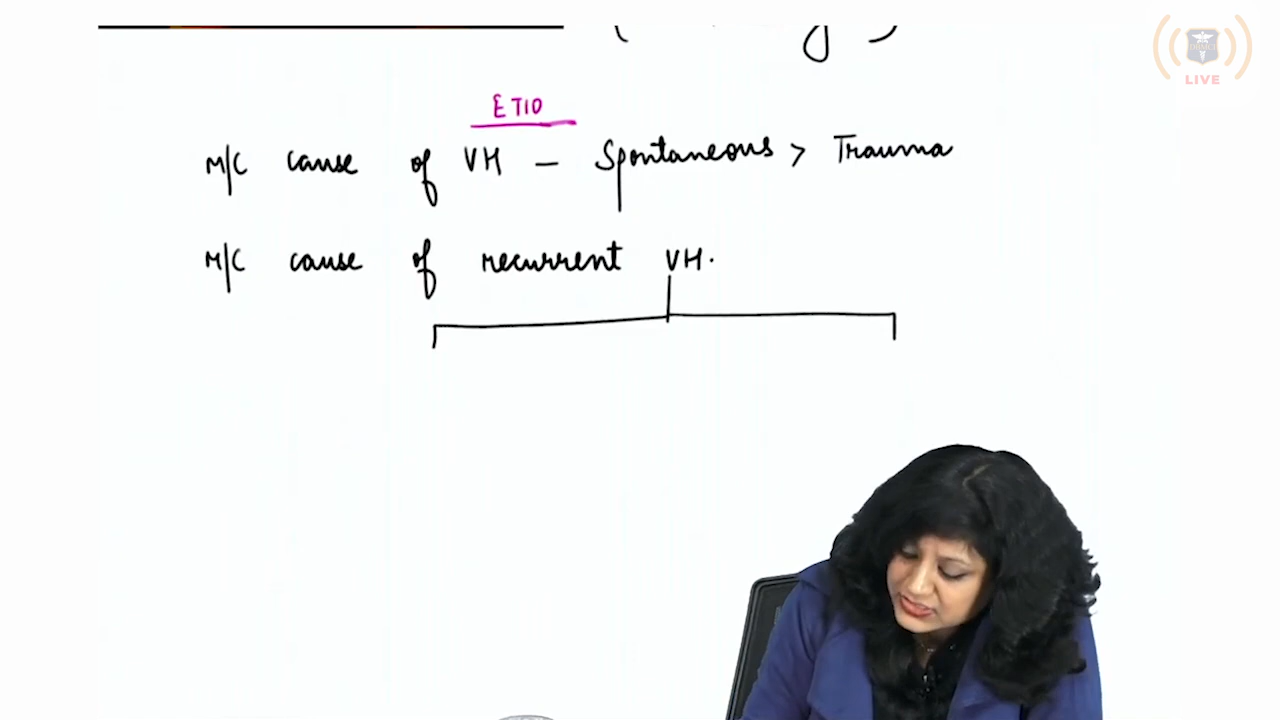 LIVE
ETIO
M/C cause of VH – Spontaneous > Trauma
M/C cause of recurrent VH.